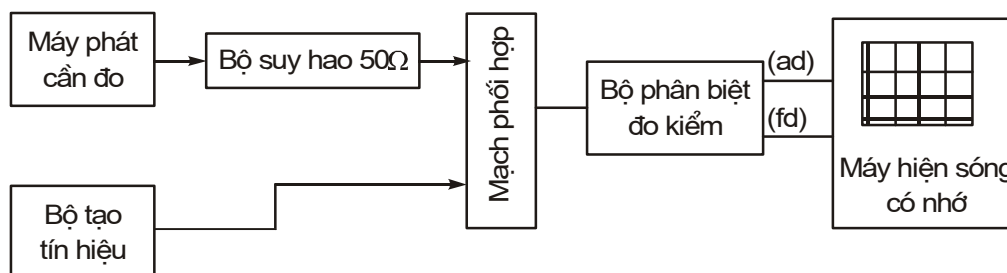 Máy phát
cần đo
Bộ suy hao 50Ω
Bộ tạo
tín hiệu
Mạch phối hợp
Bộ phân biệt
đo kiểm
(ad)
(fd)
Máy hiện sóng
có nhớ